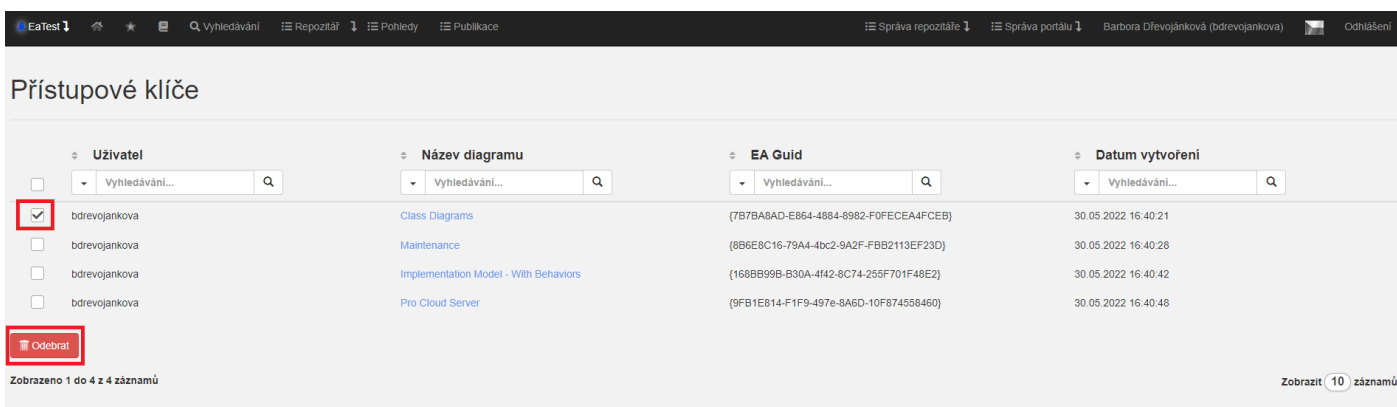 EaTest Vyhledávání Repozitář Pohledy Publikace Správa repozitáře Správa portálu Barbora Dřevojánková (bdrevojankova) Odhlášení
Přístupové klíče
Uživatel Název diagramu EA Guid Datum vytvoření
Vyhledávání... Vyhledávání... Vyhledávání... Vyhledávání...
bdrevojankova Class Diagrams {7B7BA8AD-E864-4884-8982-F0FECEA4FCEB} 30.05.2022 16:40:21
bdrevojankova Maintenance {8B6E8C16-79A4-4bc2-9A2F-FBB2113EF23D} 30.05.2022 16:40:28
bdrevojankova Implementation Model - With Behaviors {168BB99B-B30A-4f42-8C74-255F701F48E2} 30.05.2022 16:40:42
bdrevojankova Pro Cloud Server {9FB1E814-F1F9-497e-8A6D-10F874558460} 30.05.2022 16:40:48
Odebrat
Zobrazeno 1 do 4 z 4 záznamů Zobrazit 10 záznamů